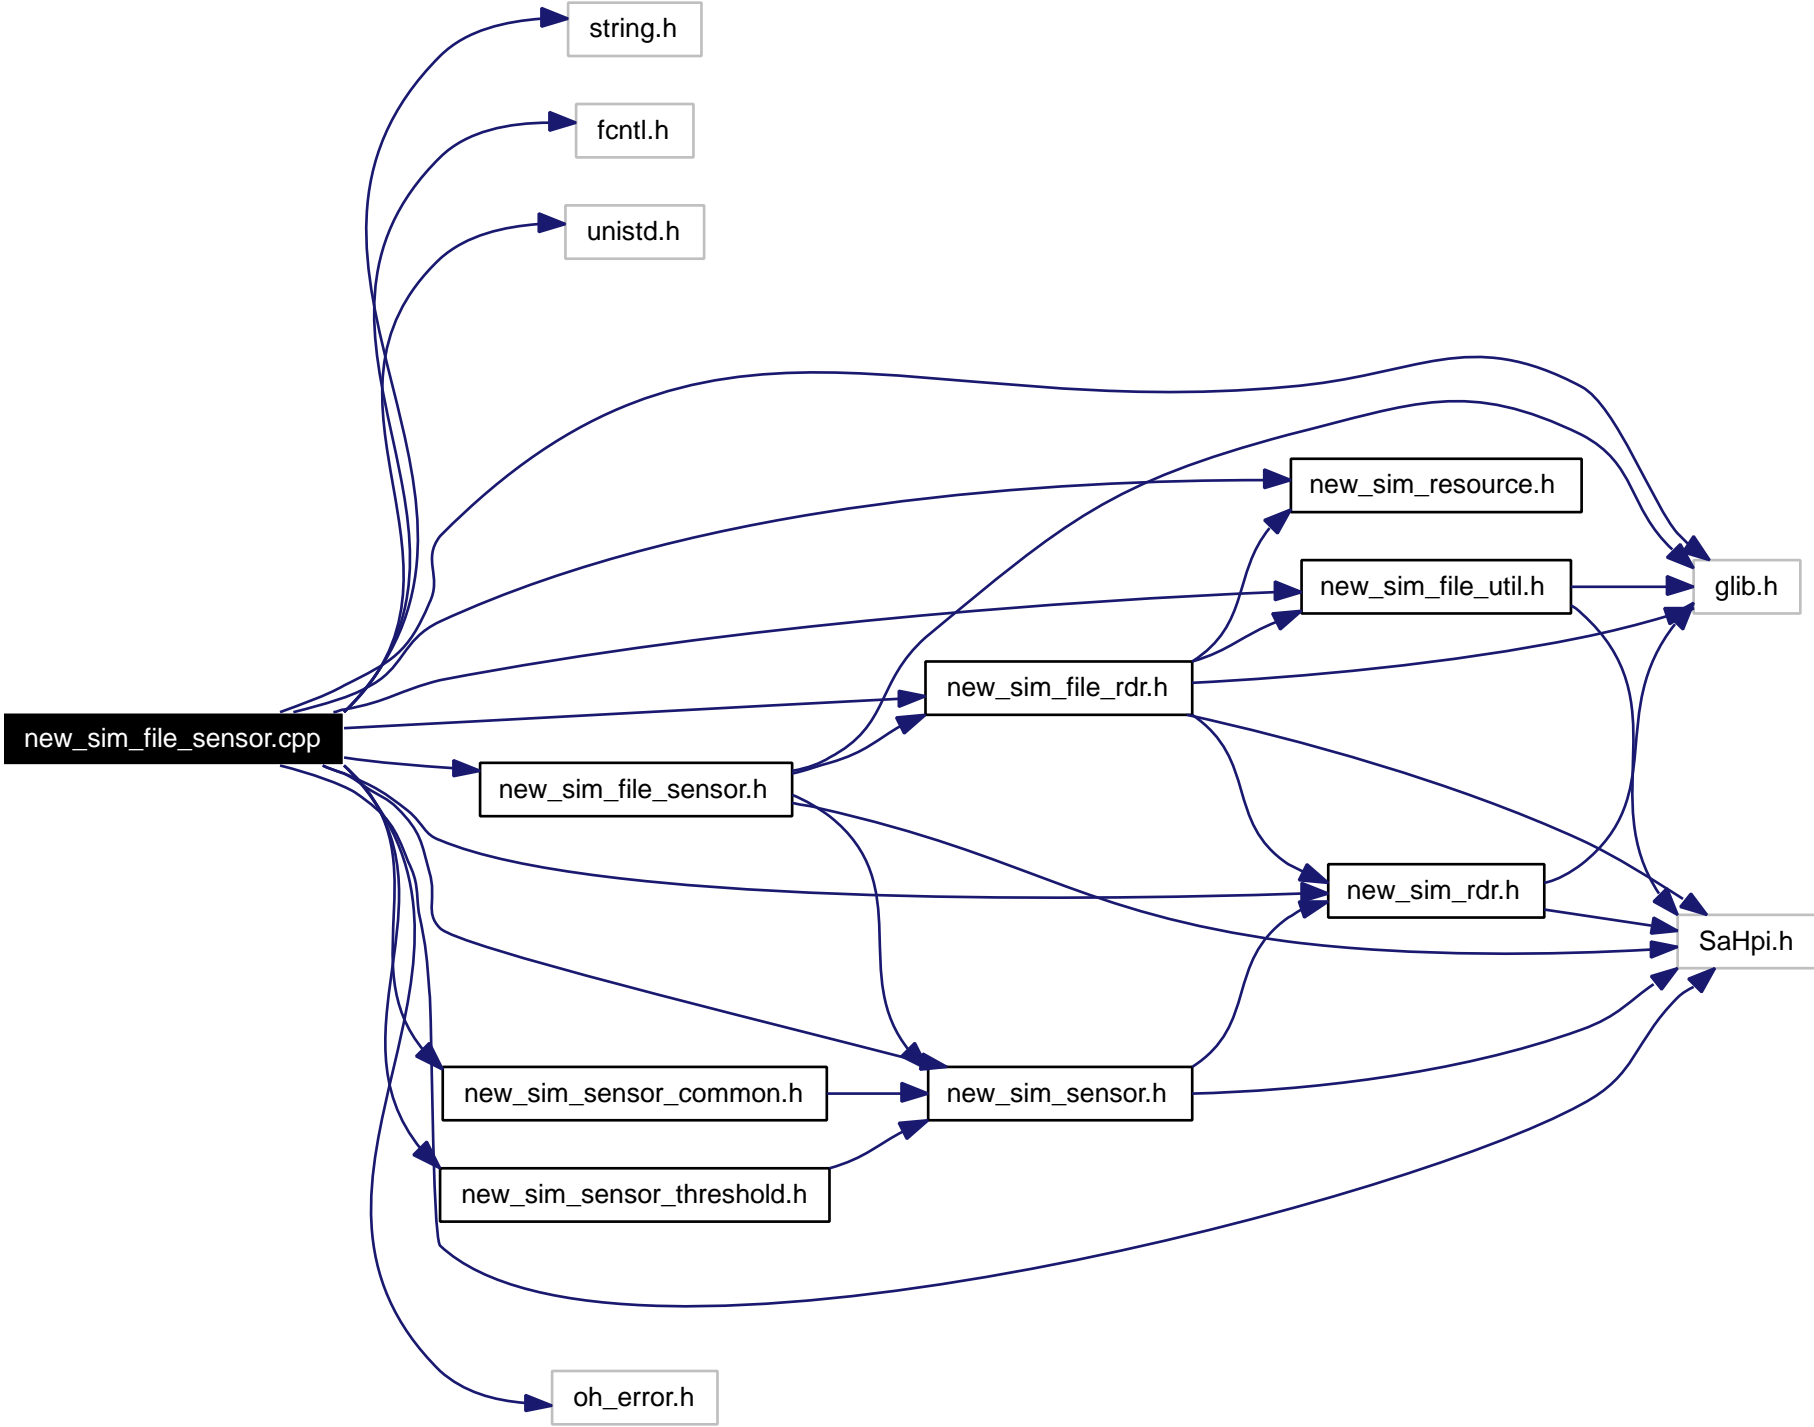 string.h
fcntl.h
unistd.h
new_sim_resource.h
new_sim_file_util.h
glib.h
new_sim_file_rdr.h
new_sim_file_sensor.cpp
new_sim_file_sensor.h
new_sim_rdr.h
SaHpi.h
new_sim_sensor_common.h
new_sim_sensor.h
new_sim_sensor_threshold.h
oh_error.h